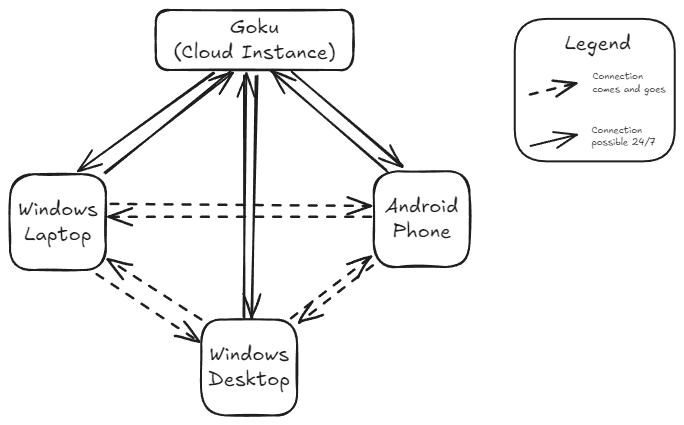 Goku
(Cloud Instance)
Legend
Connection
comes and goes
Connection
possible 24/7
Windows
Laptop
Android
Phone
Windows
Desktop